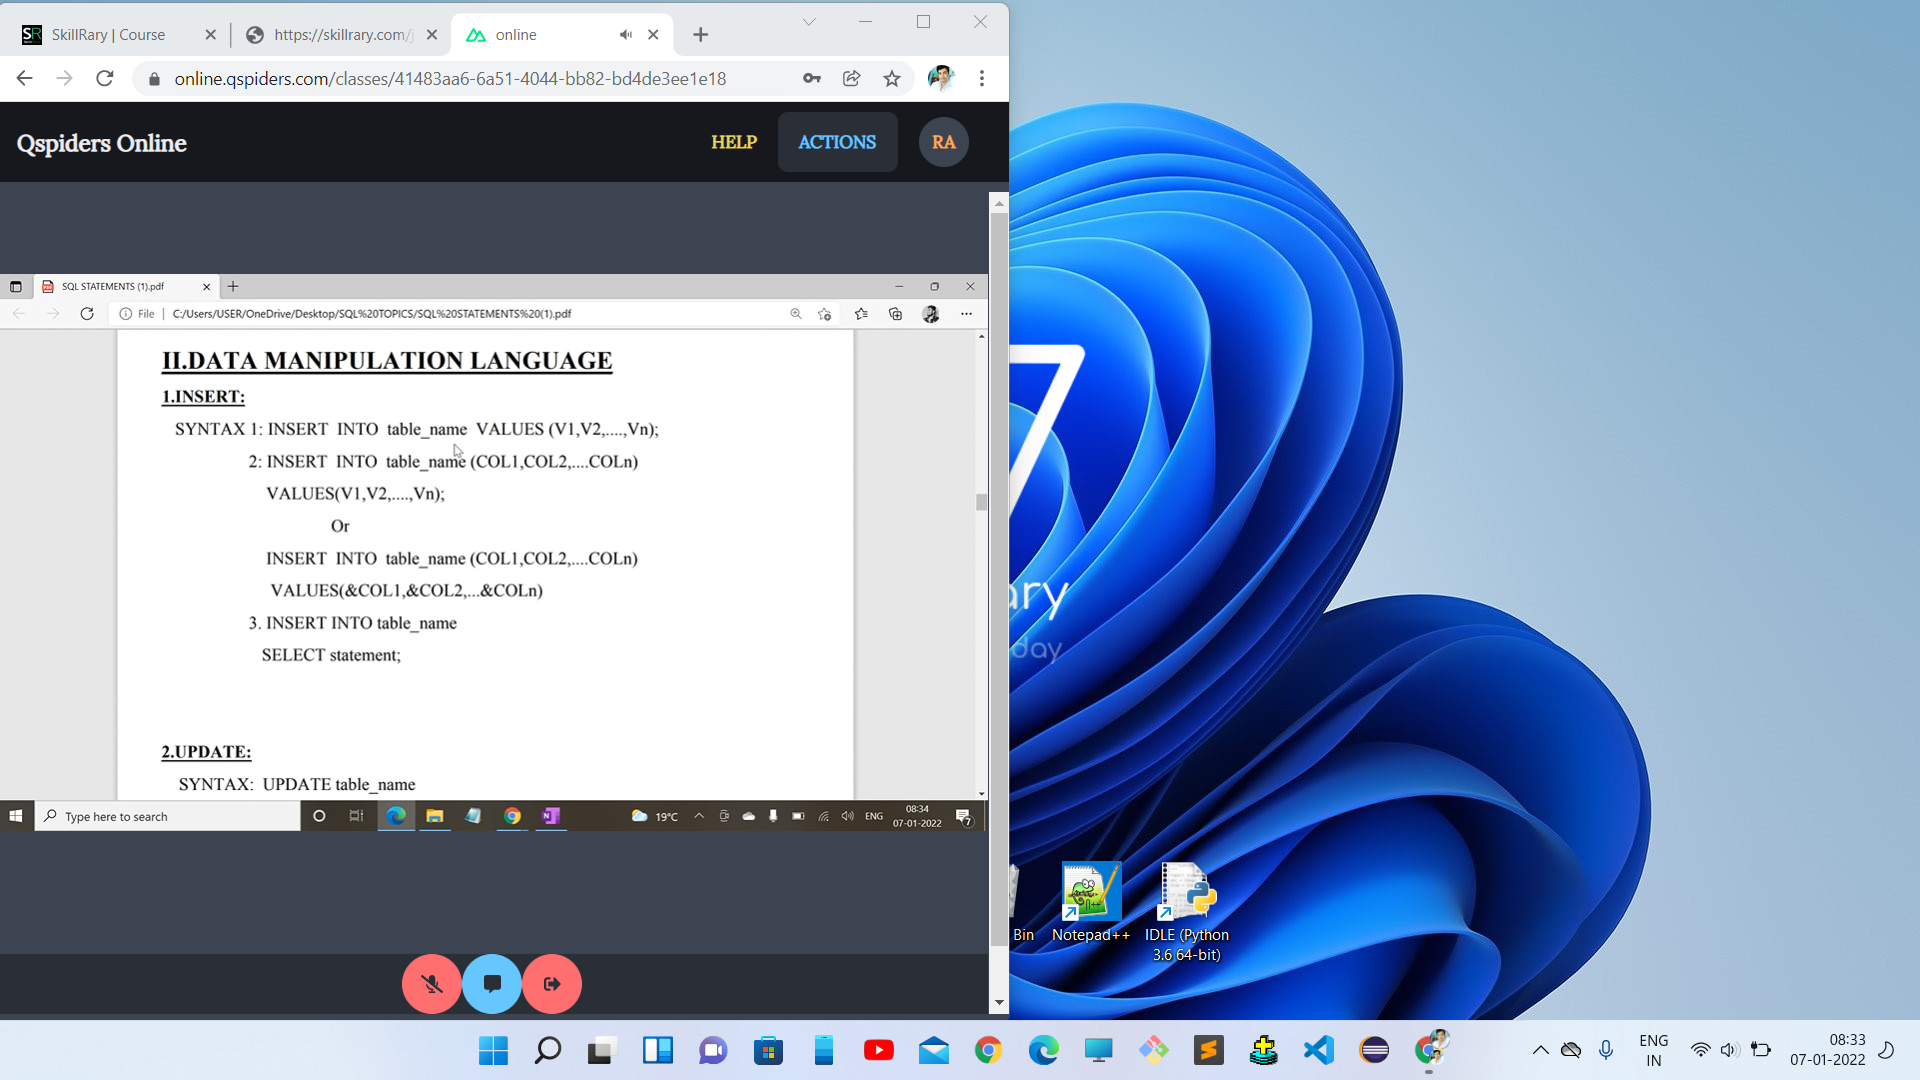 SkillRary | Course
https://skillrary.com/j
online
online.qspiders.com/classes/41483aa6-6a51-4044-bb82-bd4de3ee1e18
Qspiders Online
HELP
ACTIONS
RA
SQL STATEMENTS (1).pdf
File | C:/Users/USER/OneDrive/Desktop/SQL%20TOPICS/SQL%20STATEMENTS%20(1).pdf
II.DATA MANIPULATION LANGUAGE
1.INSERT:
SYNTAX 1: INSERT INTO table_name VALUES (V1,V2,....,Vn);
2: INSERT INTO table_name (COL1,COL2,....COLn)
VALUES(V1,V2,....,Vn);
Or
INSERT INTO table_name (COL1,COL2,....COLn)
VALUES(&COL1,&COL2,...&COLn)
3. INSERT INTO table_name
SELECT statement;
2.UPDATE:
SYNTAX: UPDATE table_name
Type here to search
19°C
ENG
08:34
07-01-2022
7
7
ary
day
Bin
Notepad++
IDLE (Python
3.6 64-bit)
ENG
IN
08:33
07-01-2022